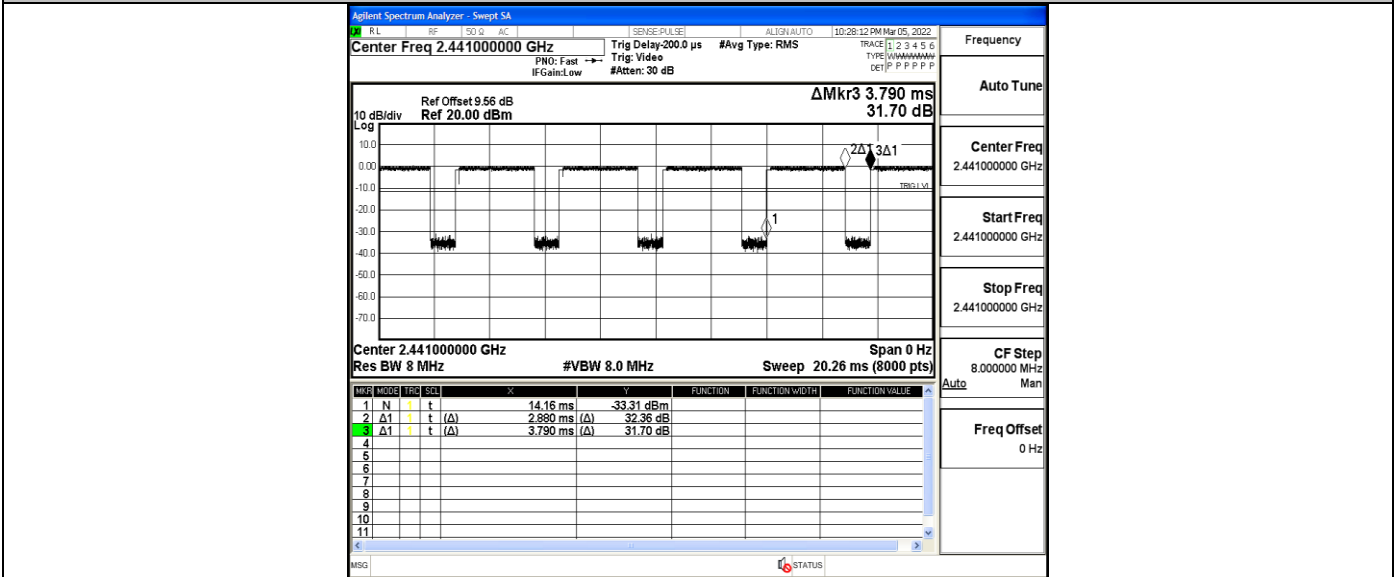 Agilent Spectrum Analyzer - Swept SA
LXI RL RF 50 Ω AC SENSE:PULSE ALIGNAUTO 10:28:12 PM Mar 05, 2022
Center Freq 2.441000000 GHz
PNO: Fast
IFGain:Low
Trig Delay-200.0 µs
Trig: Video
#Atten: 30 dB
#Avg Type: RMS
TRACE 1 2 3 4 5 6
TYPE WWWWWW
DET P P P P P P
ΔMkr3 3.790 ms
31.70 dB
Ref Offset 9.56 dB
10 dB/div Ref 20.00 dBm
Log
10.0
0.00
-10.0
-20.0
-30.0
-40.0
-50.0
-60.0
-70.0
2Δ1
3Δ1
TRIG LVL
1
Center 2.441000000 GHz Span 0 Hz
Res BW 8 MHz #VBW 8.0 MHz Sweep 20.26 ms (8000 pts)
MKR MODE TRC SCL X Y FUNCTION FUNCTION WIDTH FUNCTION VALUE
1 N 1 t 14.16 ms -33.31 dBm
2 Δ1 1 t (Δ) 2.880 ms (Δ) 32.36 dB
3 Δ1 1 t (Δ) 3.790 ms (Δ) 31.70 dB
4
5
6
7
8
9
10
11
MSG STATUS
Frequency
Auto Tune
Center Freq
2.441000000 GHz
Start Freq
2.441000000 GHz
Stop Freq
2.441000000 GHz
CF Step
8.000000 MHz
Auto Man
Freq Offset
0 Hz